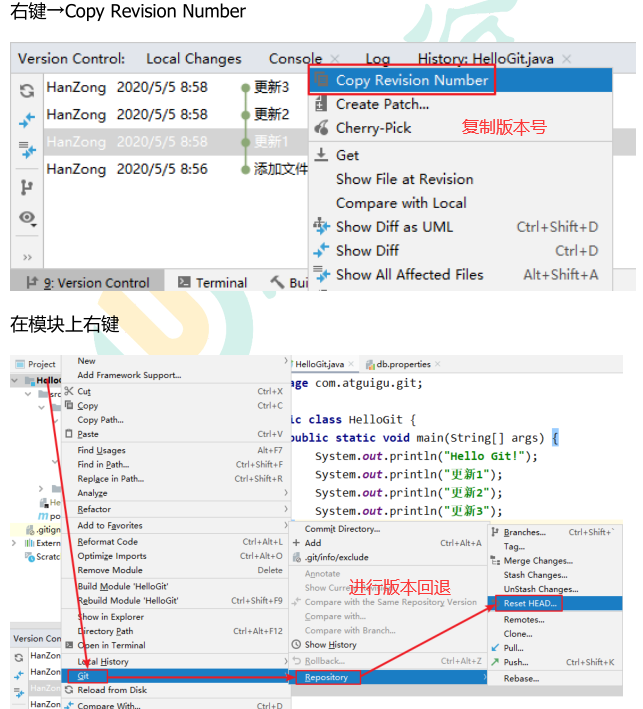 右键→Copy Revision Number
Version Control: Local Changes Console × Log History: HelloGit.java ×
HanZong 2020/5/5 8:58 更新3
HanZong 2020/5/5 8:58 更新2
HanZong 2020/5/5 8:58 更新1
HanZong 2020/5/5 8:56 添加文件
Copy Revision Number
Create Patch...
Cherry-Pick
复制版本号
Get
Show File at Revision
Compare with Local
Show Diff as UML Ctrl+Shift+D
Show Diff Ctrl+D
Show All Affected Files Alt+Shift+A
9: Version Control Terminal Bui
在模块上右键
Project
HelloG
src
He
po
.gitign
Extern
Scratc
Version Con
HanZon
HanZon
HanZon
HanZon
New
Add Framework Support...
Cut Ctrl+X
Copy Ctrl+C
Copy Path...
Paste Ctrl+V
Find Usages Alt+F7
Find in Path... Ctrl+Shift+F
Replace in Path... Ctrl+Shift+R
Analyze
Refactor
Add to Favorites
Reformat Code Ctrl+Alt+L
Optimize Imports Ctrl+Alt+O
Remove Module Delete
Build Module 'HelloGit'
Rebuild Module 'HelloGit' Ctrl+Shift+F9
Show in Explorer
Directory Path Ctrl+Alt+F12
Open in Terminal
Local History
Git
Reload from Disk
Compare With... Ctrl+D
HelloGit.java × db.properties ×
age com.atguigu.git;
ic class HelloGit {
public static void main(String[] args) {
System.out.println("Hello Git!");
System.out.println("更新1");
System.out.println("更新2");
System.out.println("更新3");
Commit Directory...
Add Ctrl+Alt+A
.git/info/exclude
Annotate
Show Current Revision
进行版本回退
Compare with the Same Repository Version
Compare with...
Compare with Branch...
Show History
Rollback... Ctrl+Alt+Z
Repository
Branches... Ctrl+Shift+`
Tag...
Merge Changes...
Stash Changes...
UnStash Changes...
Reset HEAD...
Remotes...
Clone...
Pull...
Push... Ctrl+Shift+K
Rebase...